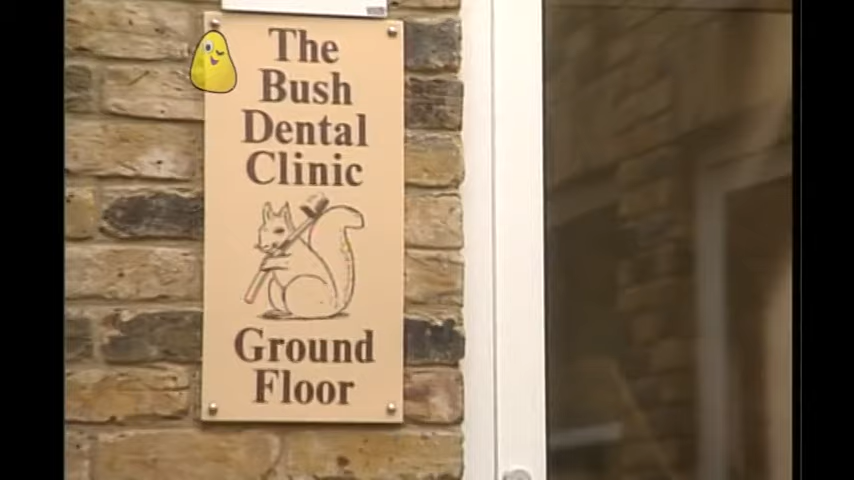 The
Bush
Dental
Clinic
Ground
Floor